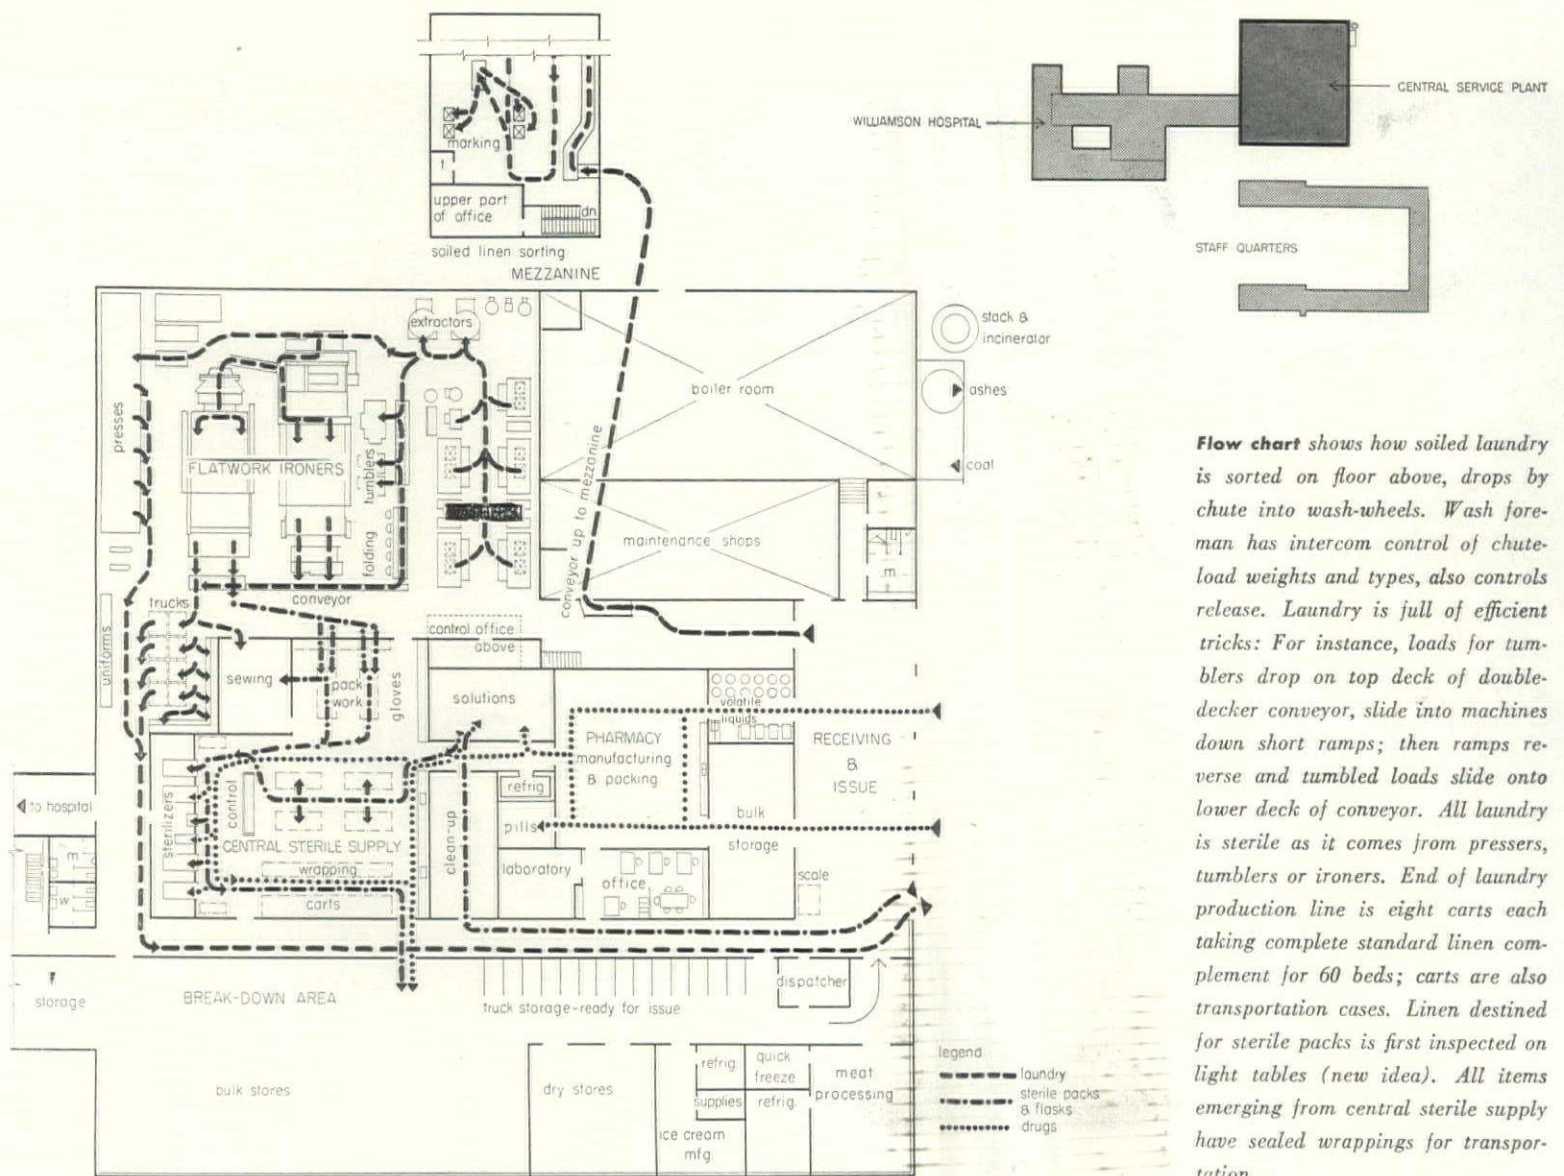 marking
t
upper part
of office
dn
soiled linen sorting
MEZZANINE
WILLIAMSON HOSPITAL
CENTRAL SERVICE PLANT
STAFF QUARTERS
extractors
stack &
incinerator
boiler room
ashes
presses
FLATWORK IRONERS
tumblers
coal
conveyor up to mezzanine
maintenance shops
folding
m
conveyor
trucks
uniforms
control office
above
sewing
pack
work
gloves
solutions
volatile
liquids
PHARMACY
manufacturing
& packing
RECEIVING
&
ISSUE
to hospital
sterilizers
control
refrig
bulk
storage
pills
clean-up
CENTRAL STERILE SUPPLY
wrapping
carts
laboratory
office
scale
m
w
storage
BREAK-DOWN AREA
truck storage-ready for issue
dispatcher
bulk stores
dry stores
refrig.
quick
freeze
supplies
refrig.
meat
processing
ice cream
mfg.
legend
laundry
sterile packs
& flasks
drugs
Flow chart shows how soiled laundry
is sorted on floor above, drops by
chute into wash-wheels. Wash fore-
man has intercom control of chute-
load weights and types, also controls
release. Laundry is full of efficient
tricks: For instance, loads for tum-
blers drop on top deck of double-
decker conveyor, slide into machines
down short ramps; then ramps re-
verse and tumbled loads slide onto
lower deck of conveyor. All laundry
is sterile as it comes from pressers,
tumblers or ironers. End of laundry
production line is eight carts each
taking complete standard linen com-
plement for 60 beds; carts are also
transportation cases. Linen destined
for sterile packs is first inspected on
light tables (new idea). All items
emerging from central sterile supply
have sealed wrappings for transpor-
tation.